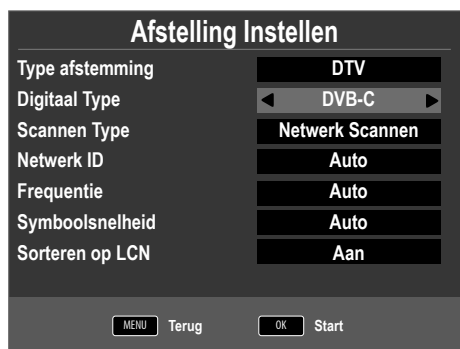 Afstelling Instellen
Type afstemming DTV
Digitaal Type DVB-C
Scannen Type Netwerk Scannen
Netwerk ID Auto
Frequentie Auto
Symboolsnelheid Auto
Sorteren op LCN Aan
MENU Terug OK Start